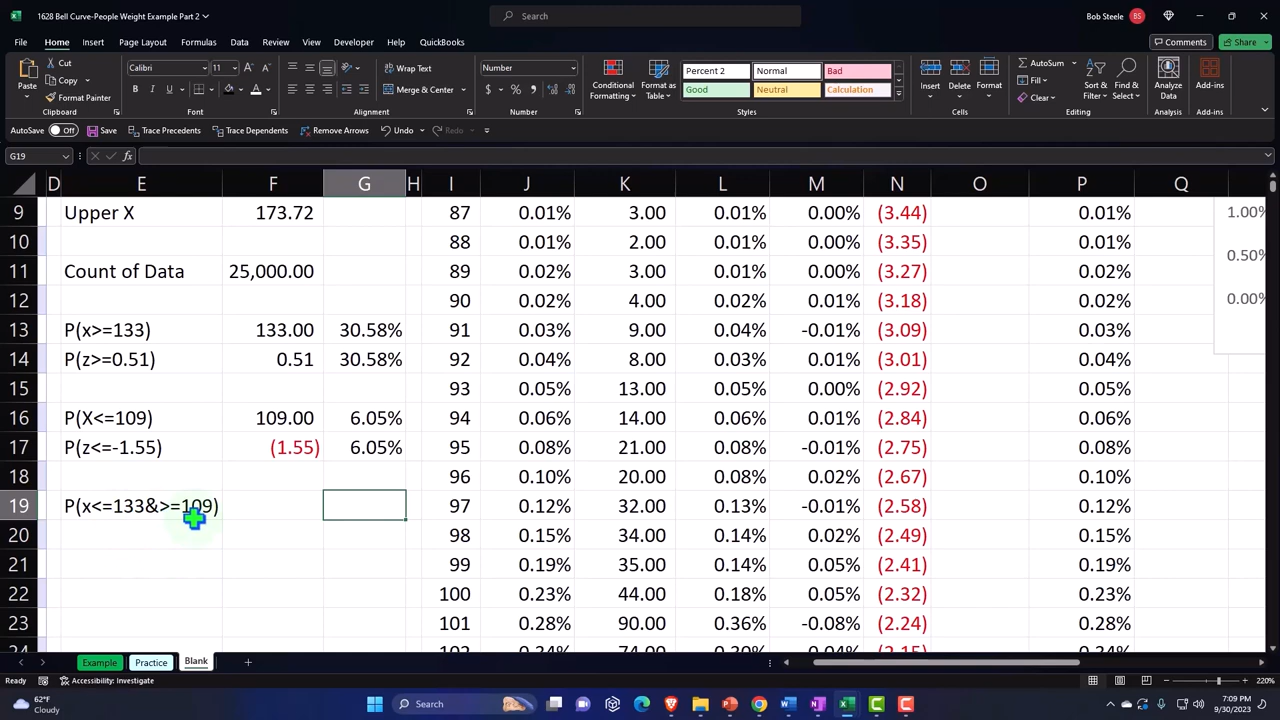 1628 Bell Curve-People Weight Example Part 2
Search
Bob Steele BS
File Home Insert Page Layout Formulas Data Review View Developer Help QuickBooks Comments Share
Paste Cut Copy Format Painter Clipboard
Calibri 11 Font
Wrap Text Merge & Center Alignment
Number Number
Conditional Formatting Format as Table
Percent 2 Normal Bad
Good Neutral Calculation
Styles
Insert Delete Format Cells
AutoSum Fill Clear Sort & Filter Find & Select Editing
Analyze Data Analysis
Add-ins Add-ins
AutoSave Off Save Trace Precedents Trace Dependents Remove Arrows Undo Redo
G19 fx
D E F G H I J K L M N O P Q
9 Upper X 173.72 87 0.01% 3.00 0.01% 0.00% (3.44) 0.01% 1.00%
10 88 0.01% 2.00 0.01% 0.00% (3.35) 0.01%
11 Count of Data 25,000.00 89 0.02% 3.00 0.01% 0.00% (3.27) 0.02% 0.50%
12 90 0.02% 4.00 0.02% 0.01% (3.18) 0.02% 0.00%
13 P(x>=133) 133.00 30.58% 91 0.03% 9.00 0.04% -0.01% (3.09) 0.03%
14 P(z>=0.51) 0.51 30.58% 92 0.04% 8.00 0.03% 0.01% (3.01) 0.04%
15 93 0.05% 13.00 0.05% 0.00% (2.92) 0.05%
16 P(X<=109) 109.00 6.05% 94 0.06% 14.00 0.06% 0.01% (2.84) 0.06%
17 P(z<=-1.55) (1.55) 6.05% 95 0.08% 21.00 0.08% -0.01% (2.75) 0.08%
18 96 0.10% 20.00 0.08% 0.02% (2.67) 0.10%
19 P(x<=133&>=109) 97 0.12% 32.00 0.13% -0.01% (2.58) 0.12%
20 98 0.15% 34.00 0.14% 0.02% (2.49) 0.15%
21 99 0.19% 35.00 0.14% 0.05% (2.41) 0.19%
22 100 0.23% 44.00 0.18% 0.05% (2.32) 0.23%
23 101 0.28% 90.00 0.36% -0.08% (2.24) 0.28%
24 102 0.34% 74.00 0.30% 0.04% (2.15) 0.34%
Example Practice Blank
Ready Accessibility: Investigate 220%
62°F
Cloudy
Search
7:09 PM
9/30/2023